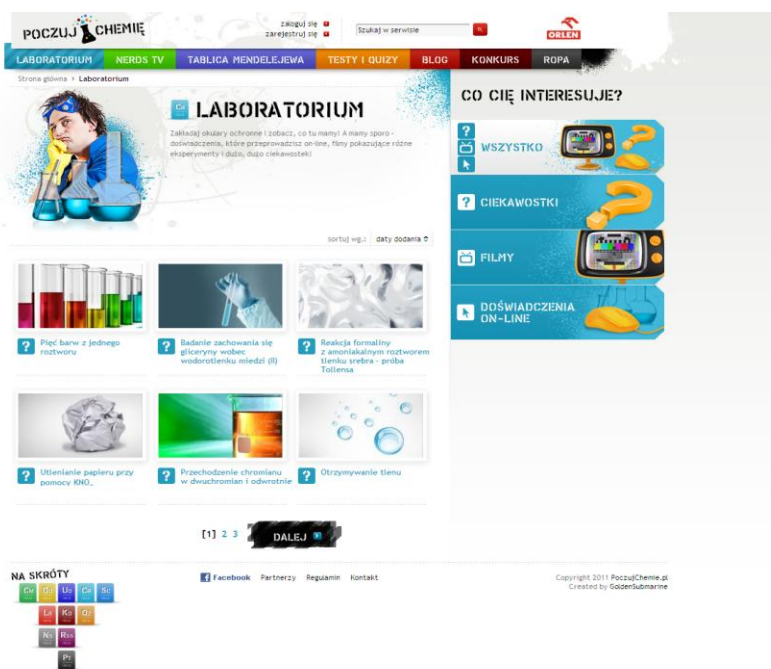 POCZUJ CHEMIĘ
zaloguj się
zarejestruj się
Szukaj w serwisie
ORLEN
LABORATORIUM NERDS TV TABLICA MENDELEJEWA TESTY I QUIZY BLOG KONKURS ROPA
Strona główna > Laboratorium
Cu LABORATORIUM
Zakładaj okulary ochronne i zobacz, co tu mamy! A mamy sporo -
doświadczenia, które przeprowadzisz on-line, filmy pokazujące różne
eksperymenty i dużo, dużo ciekawostek!
sortuj wg.: daty dodania
Pięć barw z jednego
roztworu
Badanie zachowania się
gliceryny wobec
wodorotlenku miedzi (II)
Reakcja formaliny
z amoniakalnym roztworem
tlenku srebra - próba
Tollensa
Utlenianie papieru przy
pomocy KNO₃
Przechodzenie chromianu
w dwuchromian i odwrotnie
Otrzymywanie tlenu
[1] 2 3 DALEJ
CO CIĘ INTERESUJE?
WSZYSTKO
CIEKAWOSTKI
FILMY
DOŚWIADCZENIA
ON-LINE
NA SKRÓTY
Facebook Partnerzy Regulamin Kontakt
Copyright 2011 PoczujChemie.pl
Created by GoldenSubmarine